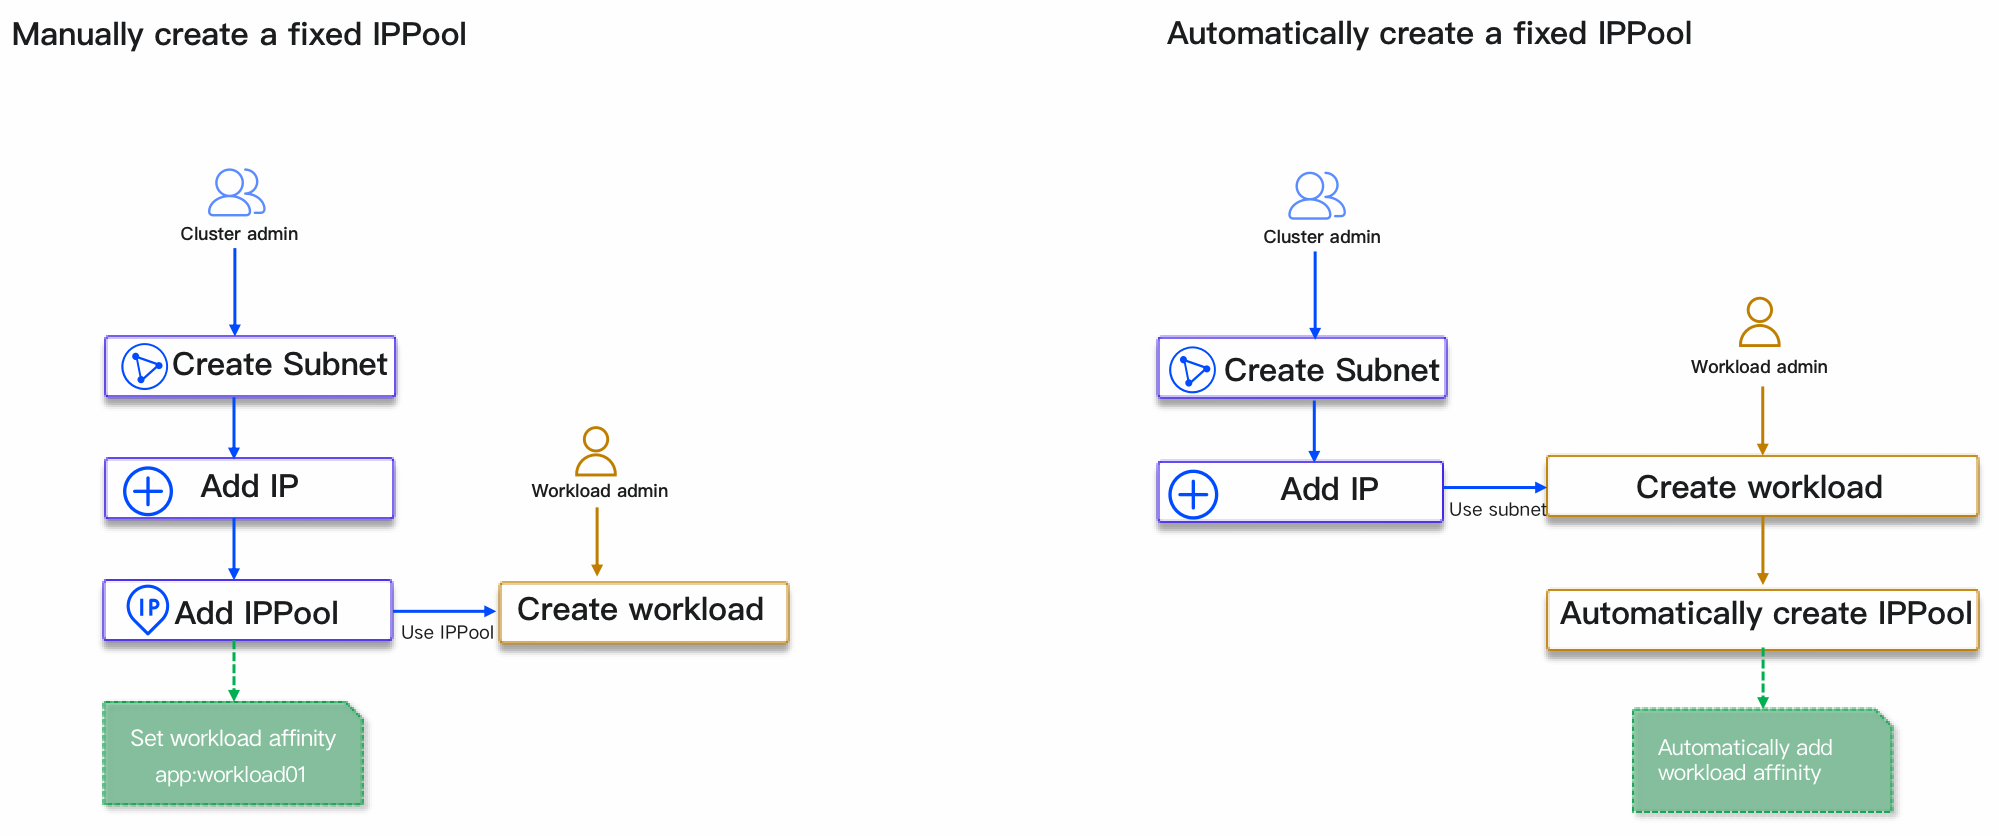 Manually create a fixed IPPool
Cluster admin
Create Subnet
Add IP
Workload admin
IP
Add IPPool
Use IPPool
Create workload
Set workload affinity
app:workload01
Automatically create a fixed IPPool
Cluster admin
Create Subnet
Workload admin
Add IP
Use subnet
Create workload
Automatically create IPPool
Automatically add
workload affinity